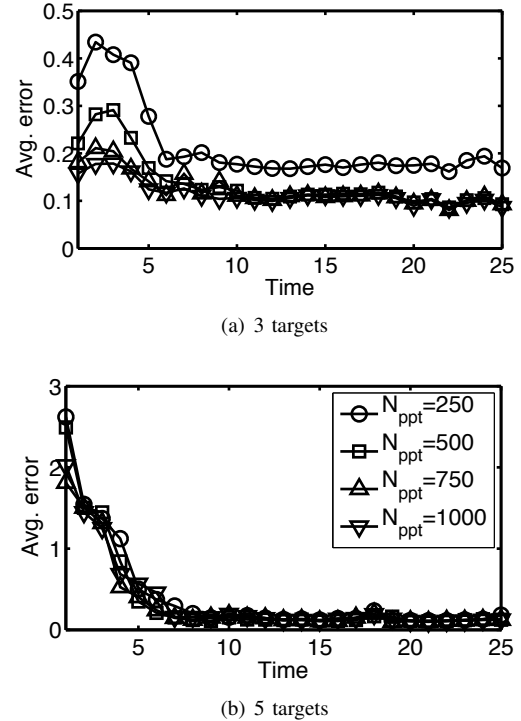 0.5
0.4
0.3
0.2
0.1
0
Avg. error
5 10 15 20 25
Time
(a) 3 targets
3
2
1
0
Avg. error
N_ppt=250
N_ppt=500
N_ppt=750
N_ppt=1000
5 10 15 20 25
Time
(b) 5 targets